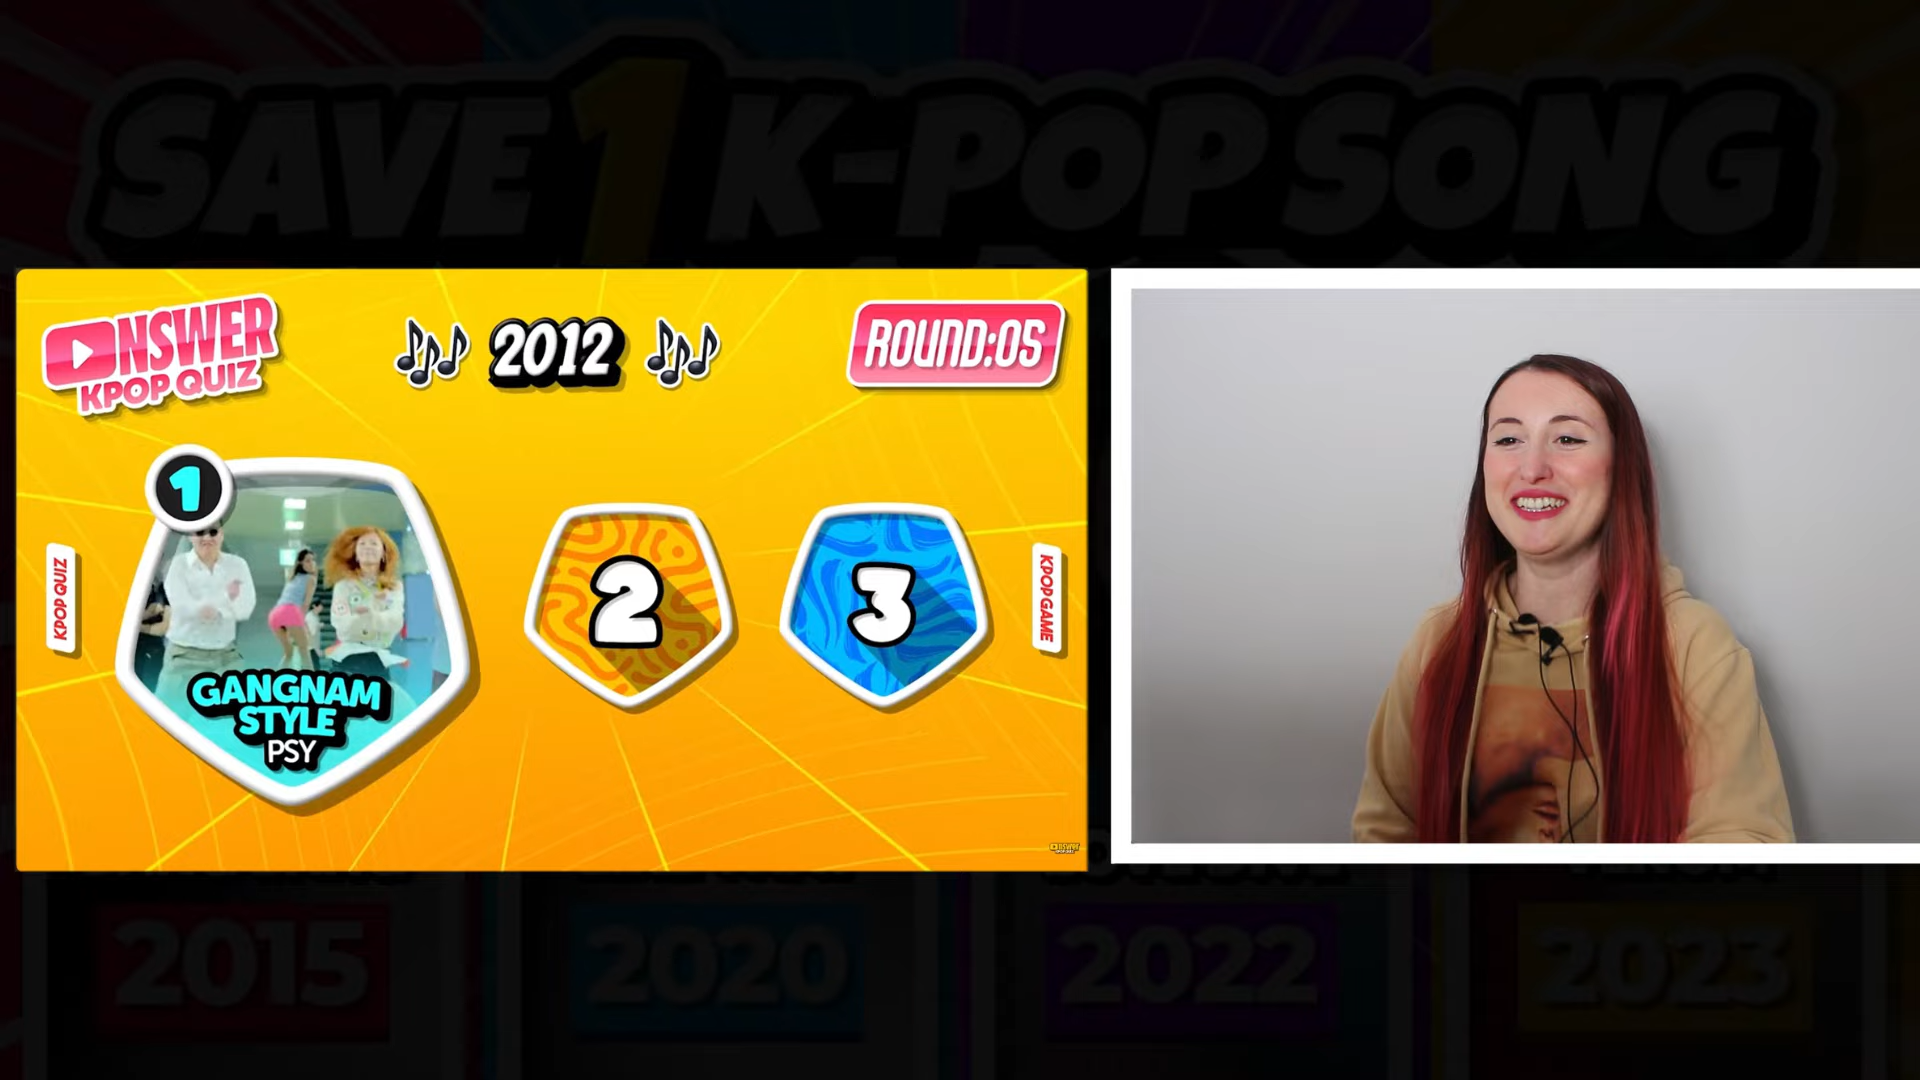 SAVE 1 K-POP SONG
NSWER
KPOP QUIZ
2012
ROUND:05
1
GANGNAM
STYLE
PSY
2
3
KPOP QUIZ
KPOP GAME
2015
2020
2022
2023